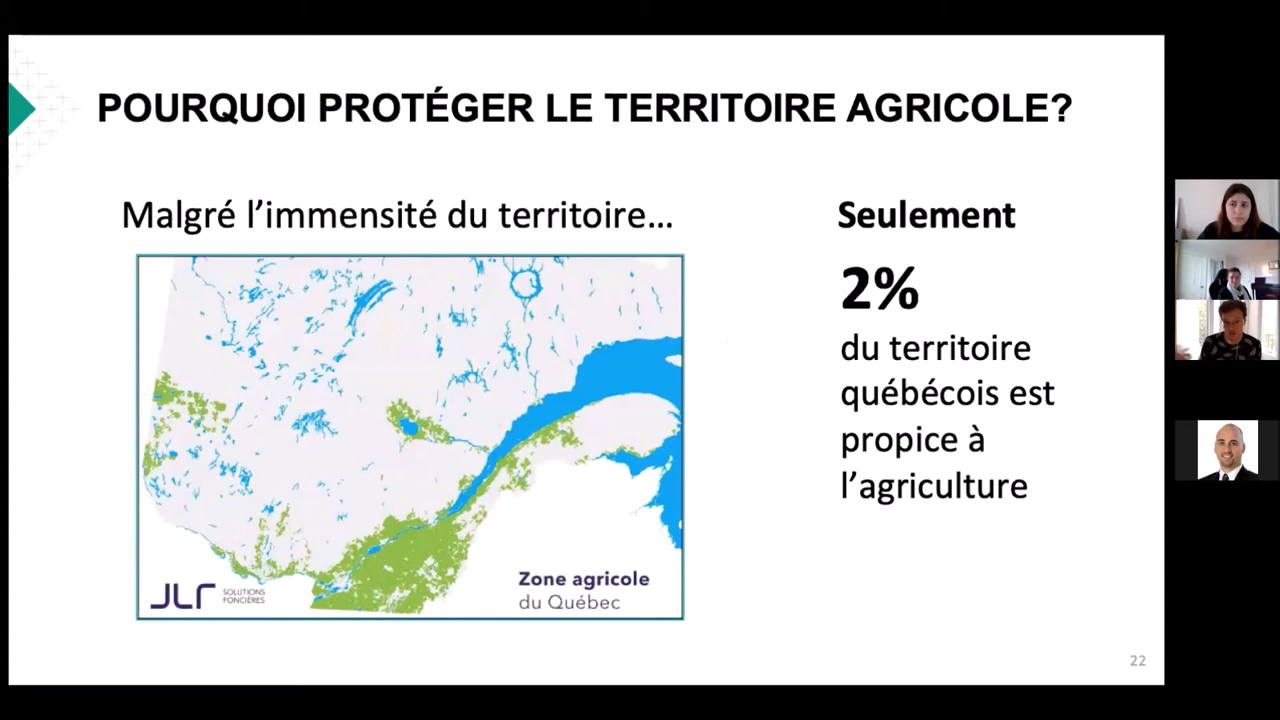 POURQUOI PROTÉGER LE TERRITOIRE AGRICOLE?
Malgré l’immensité du territoire…
Seulement
2%
du territoire
québécois est
propice à
l’agriculture
JLR SOLUTIONS
FONCIÈRES
Zone agricole
du Québec
22